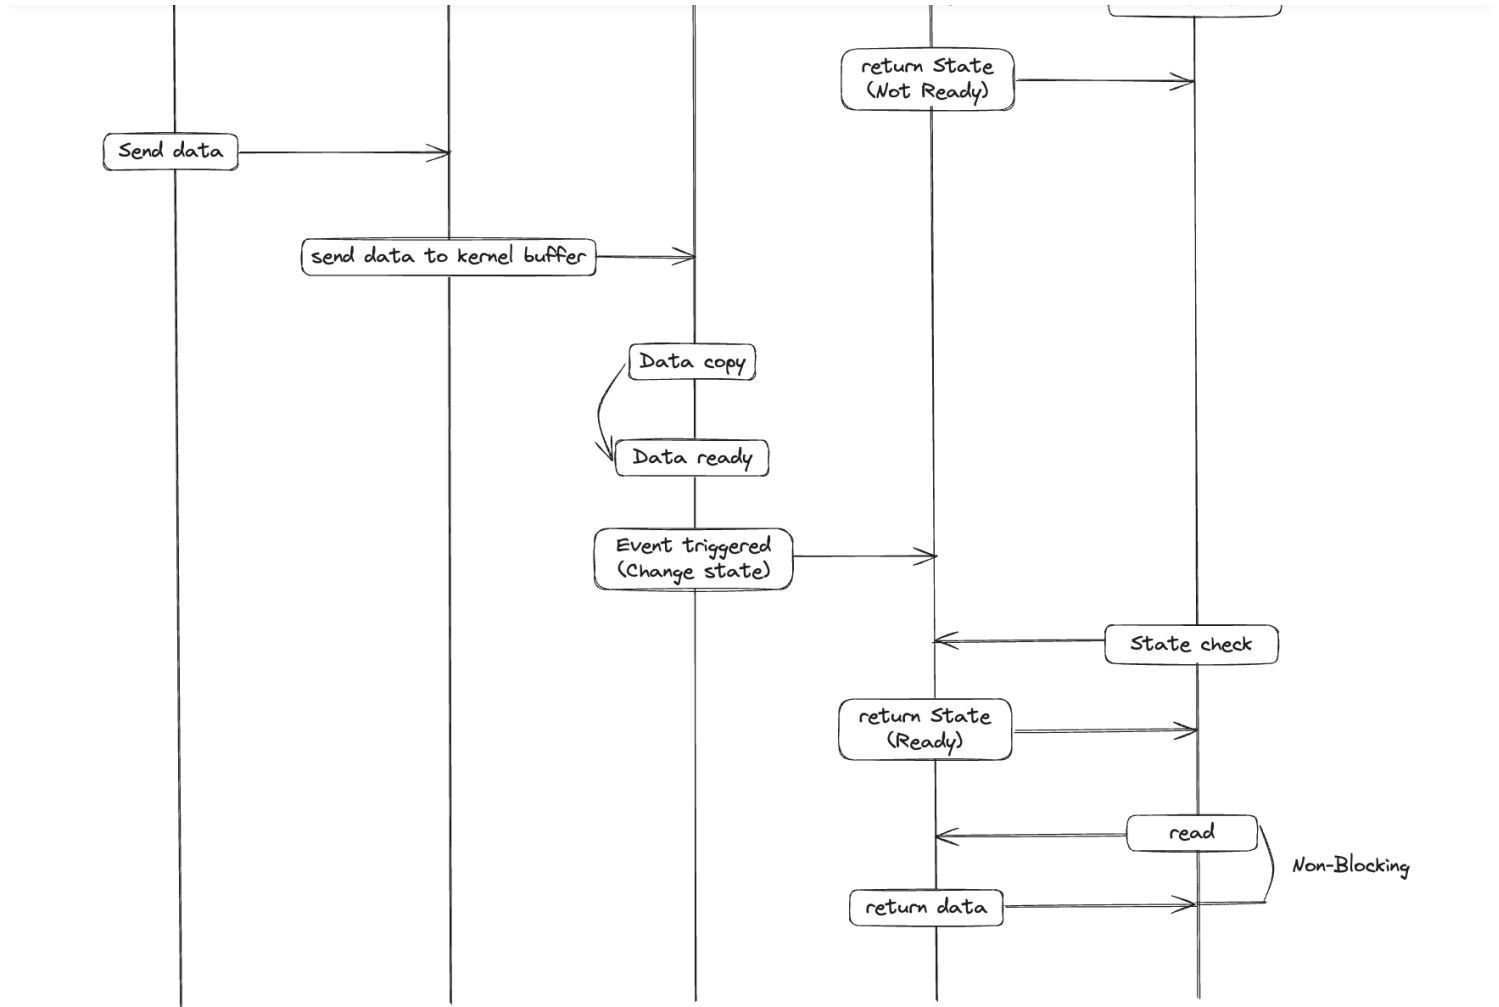 return State
(Not Ready)
Send data
send data to kernel buffer
Data copy
Data ready
Event triggered
(Change state)
State check
return State
(Ready)
read
Non-Blocking
return data